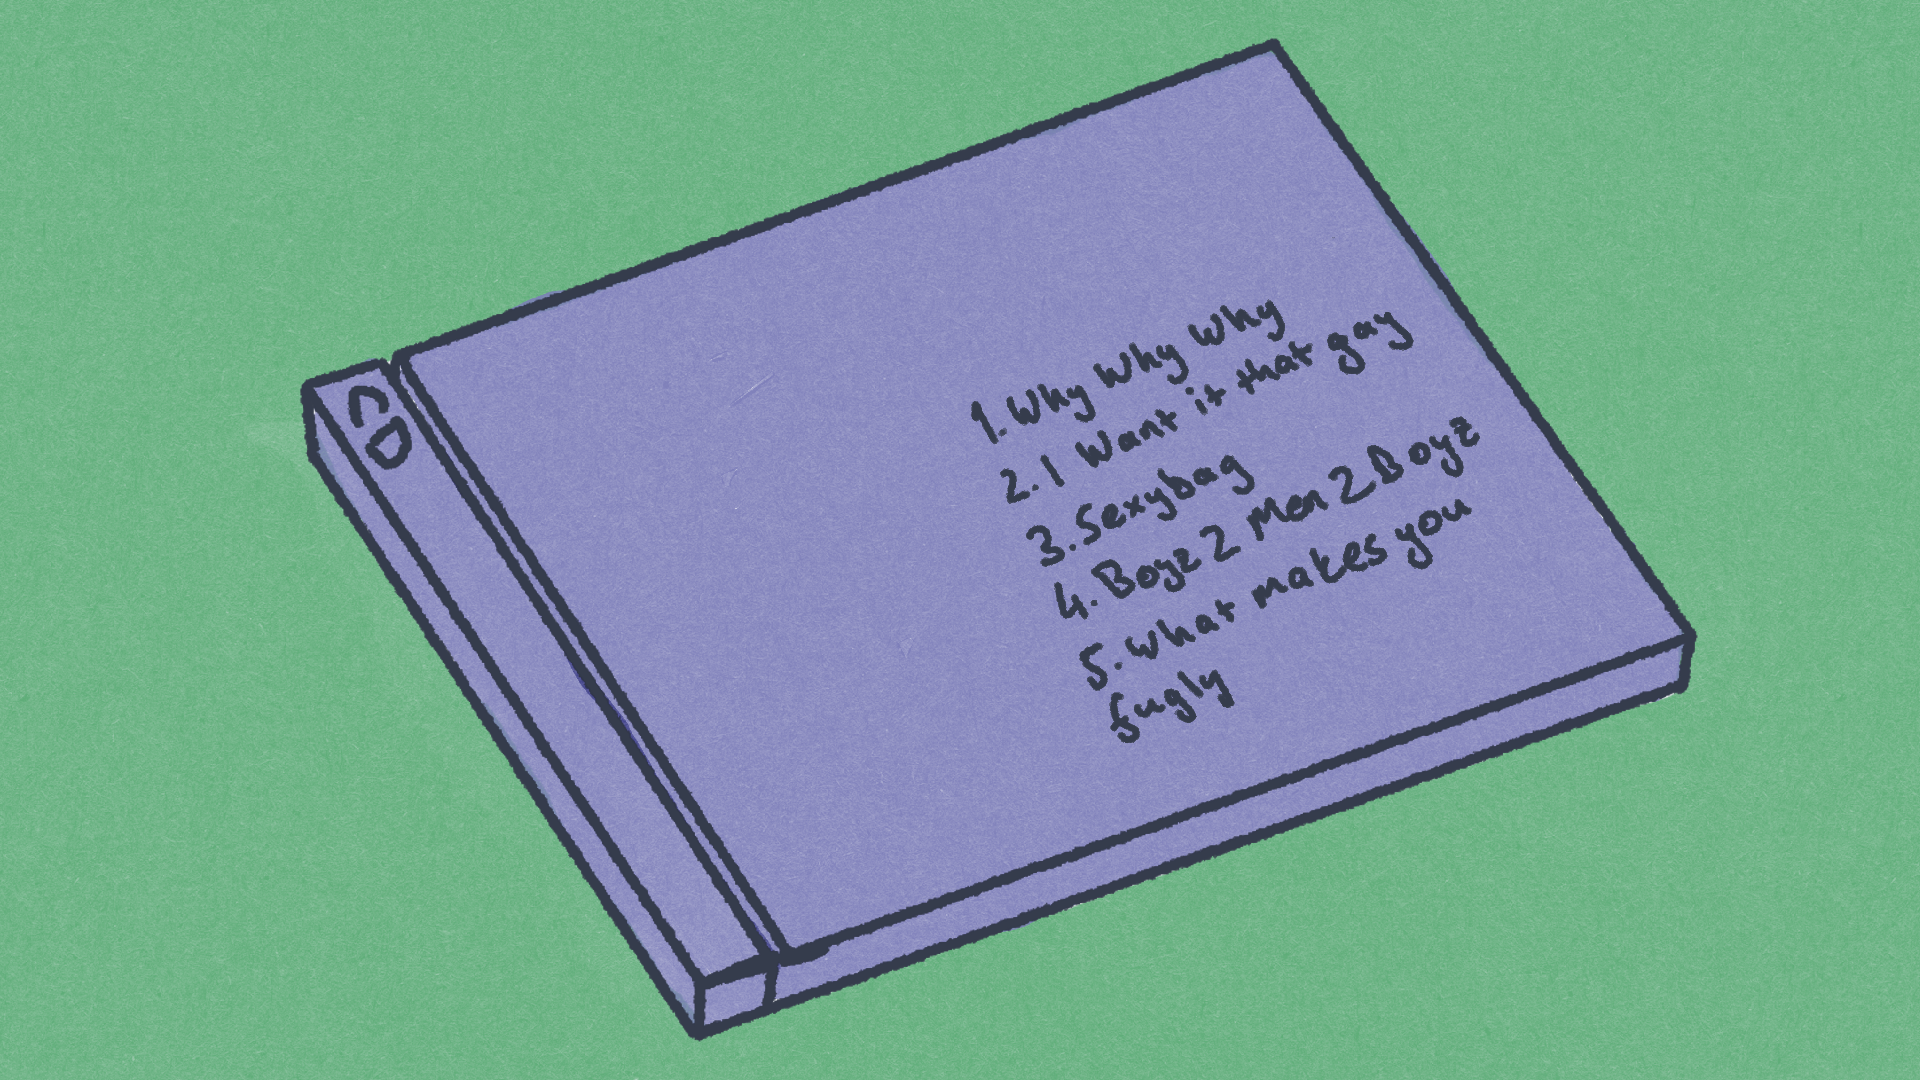 CD
1. Why Why Why
2. I Want it that gay
3. Sexybag
4. Boyz 2 Men 2 Boyz
5. what makes you
fugly